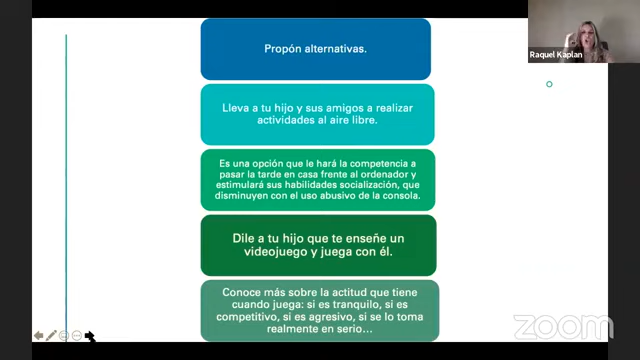 Propón alternativas.
Raquel Kaplan
Lleva a tu hijo y sus amigos a realizar
actividades al aire libre.
Es una opción que le hará la competencia a
pasar la tarde en casa frente al ordenador y
estimulará sus habilidades socialización, que
disminuyen con el uso abusivo de la consola.
Dile a tu hijo que te enseñe un
videojuego y juega con él.
Conoce más sobre la actitud que tiene
cuando juega: si es tranquilo, si es
competitivo, si es agresivo, si se lo toma
realmente en serio...
zoom